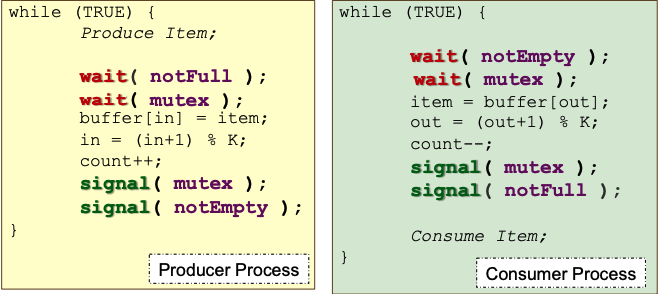 while (TRUE) {
Produce Item;
wait( notFull );
wait( mutex );
buffer[in] = item;
in = (in+1) % K;
count++;
signal( mutex );
signal( notEmpty );
}
Producer Process
while (TRUE) {
wait( notEmpty );
wait( mutex );
item = buffer[out];
out = (out+1) % K;
count--;
signal( mutex );
signal( notFull );
Consume Item;
}
Consumer Process